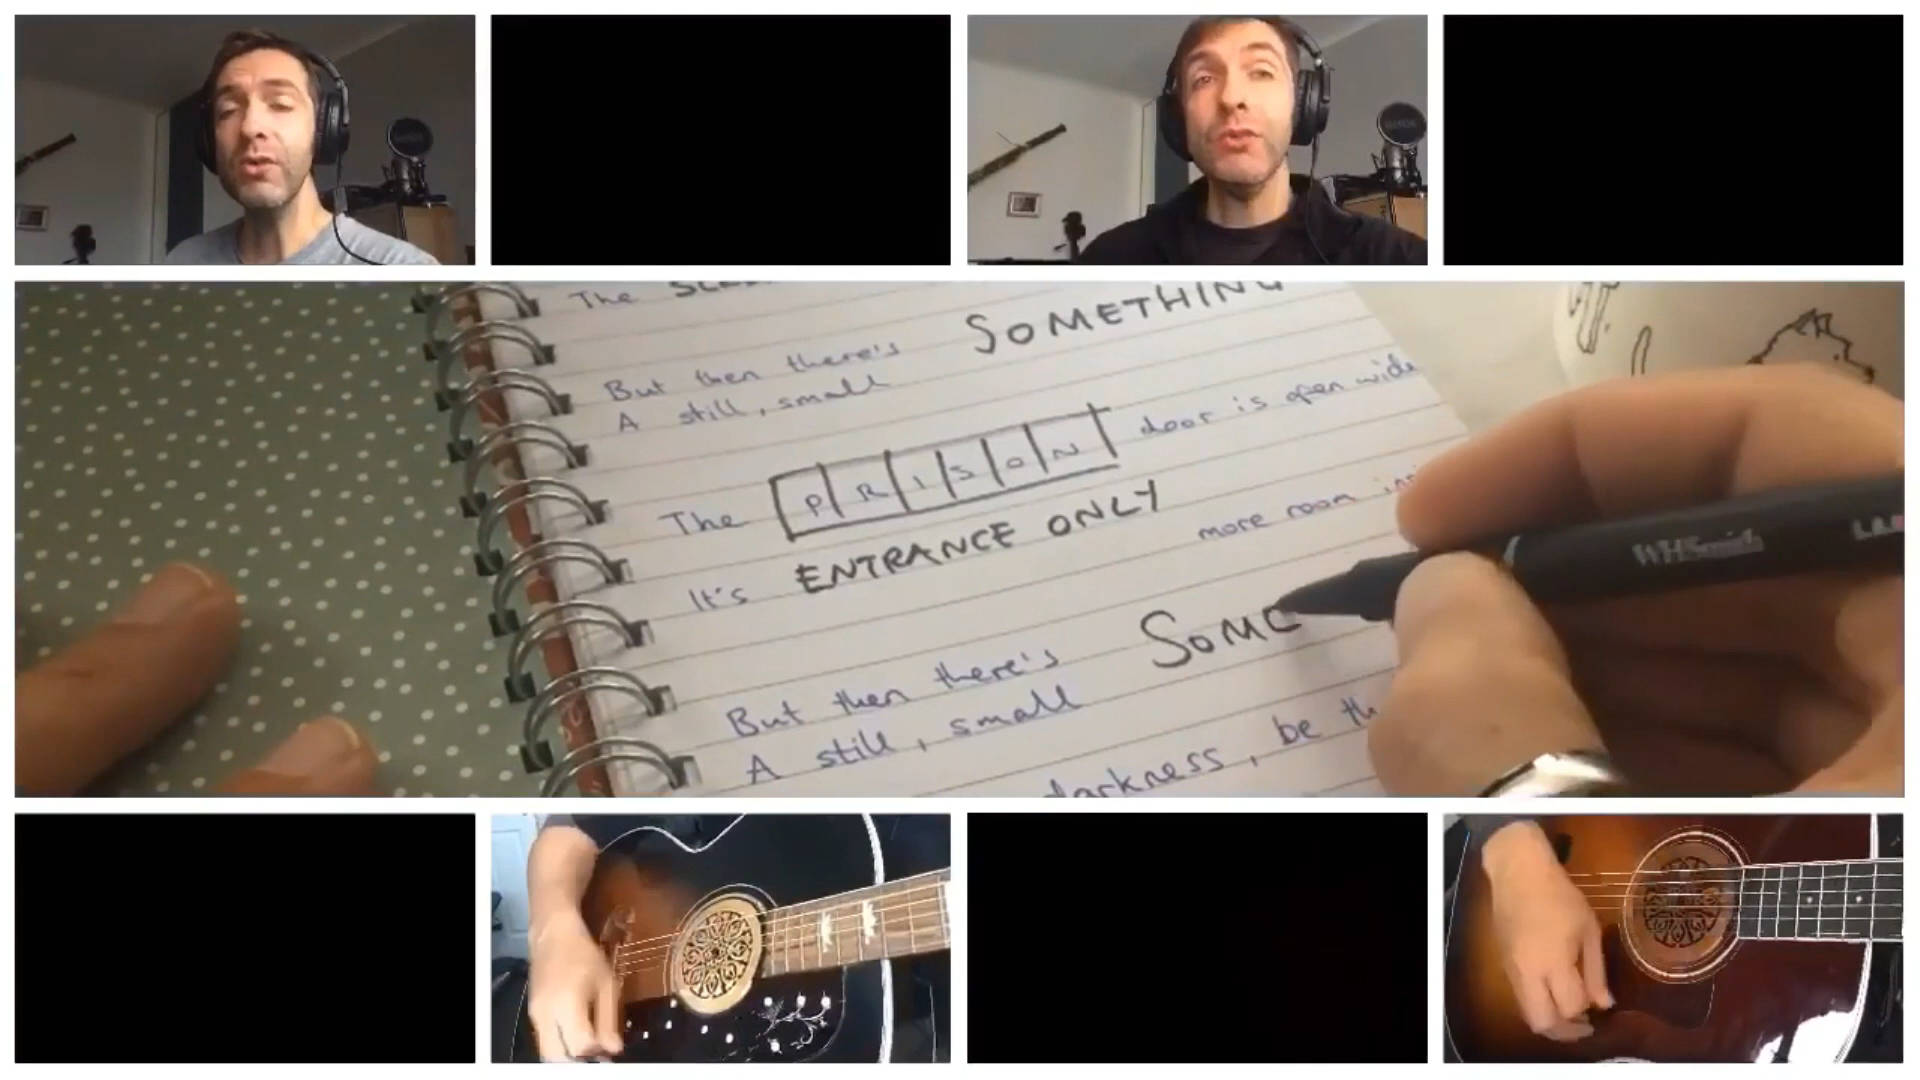 The
But then there's SOMETHING
A still, small
The PRISON door is open wide
It's ENTRANCE ONLY more room
But then there's SOME
A still, small
darkness, be
WHSmith